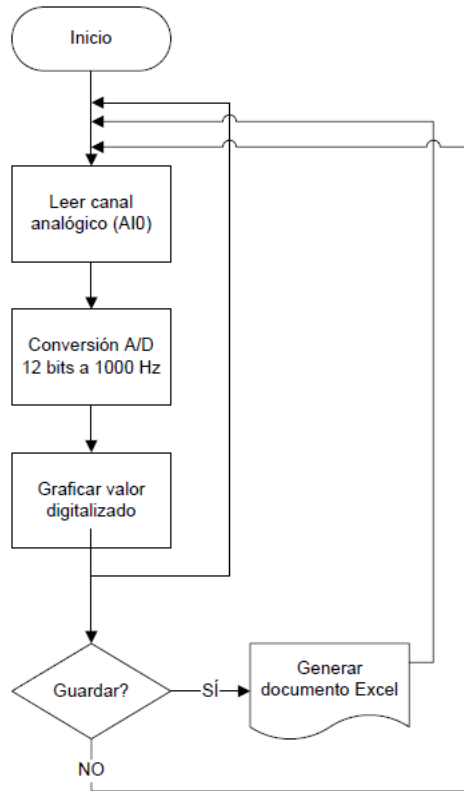 Inicio
Leer canal
analógico (AI0)
Conversión A/D
12 bits a 1000 Hz
Graficar valor
digitalizado
Guardar?
SÍ
Generar
documento Excel
NO